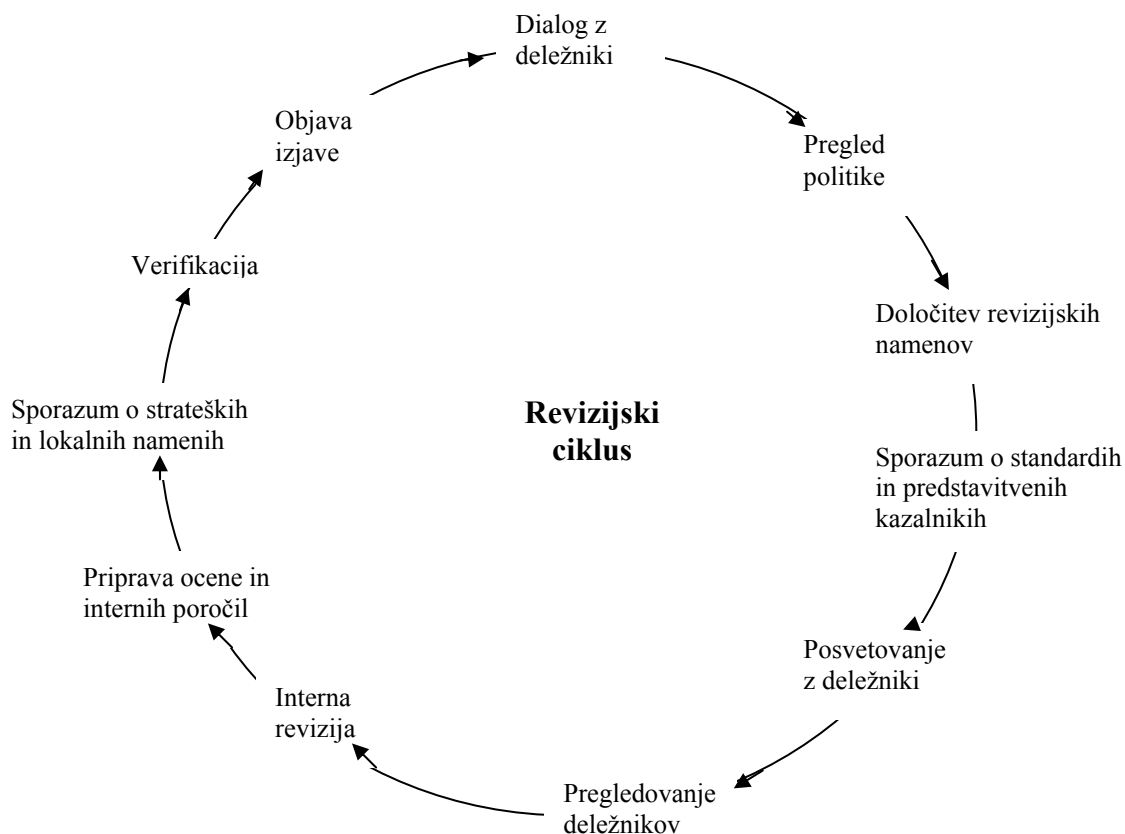 Dialog z
deležniki
Pregled
politike
Določitev revizijskih
namenov
Sporazum o standardih
in predstavitvenih
kazalnikih
Posvetovanje
z deležniki
Pregledovanje
deležnikov
Interna
revizija
Priprava ocene in
internih poročil
Sporazum o strateških
in lokalnih namenih
Verifikacija
Objava
izjave
Revizijski
ciklus